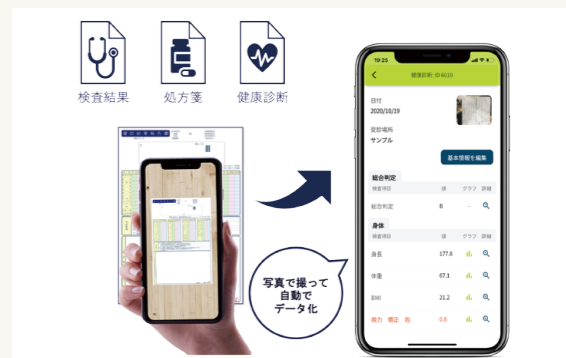 検査結果
処方箋
健康診断
写真で撮って
自動で
データ化
19:25
健康診断: ID 6010
日付
2020/10/19
受診場所
サンプル
基本情報を編集
総合判定
検査項目 値 グラフ 詳細
総合判定 B -
身体
検査項目 値 グラフ 詳細
身長 177.8
体重 67.1
BMI 21.2
視力 矯正 右 0.8